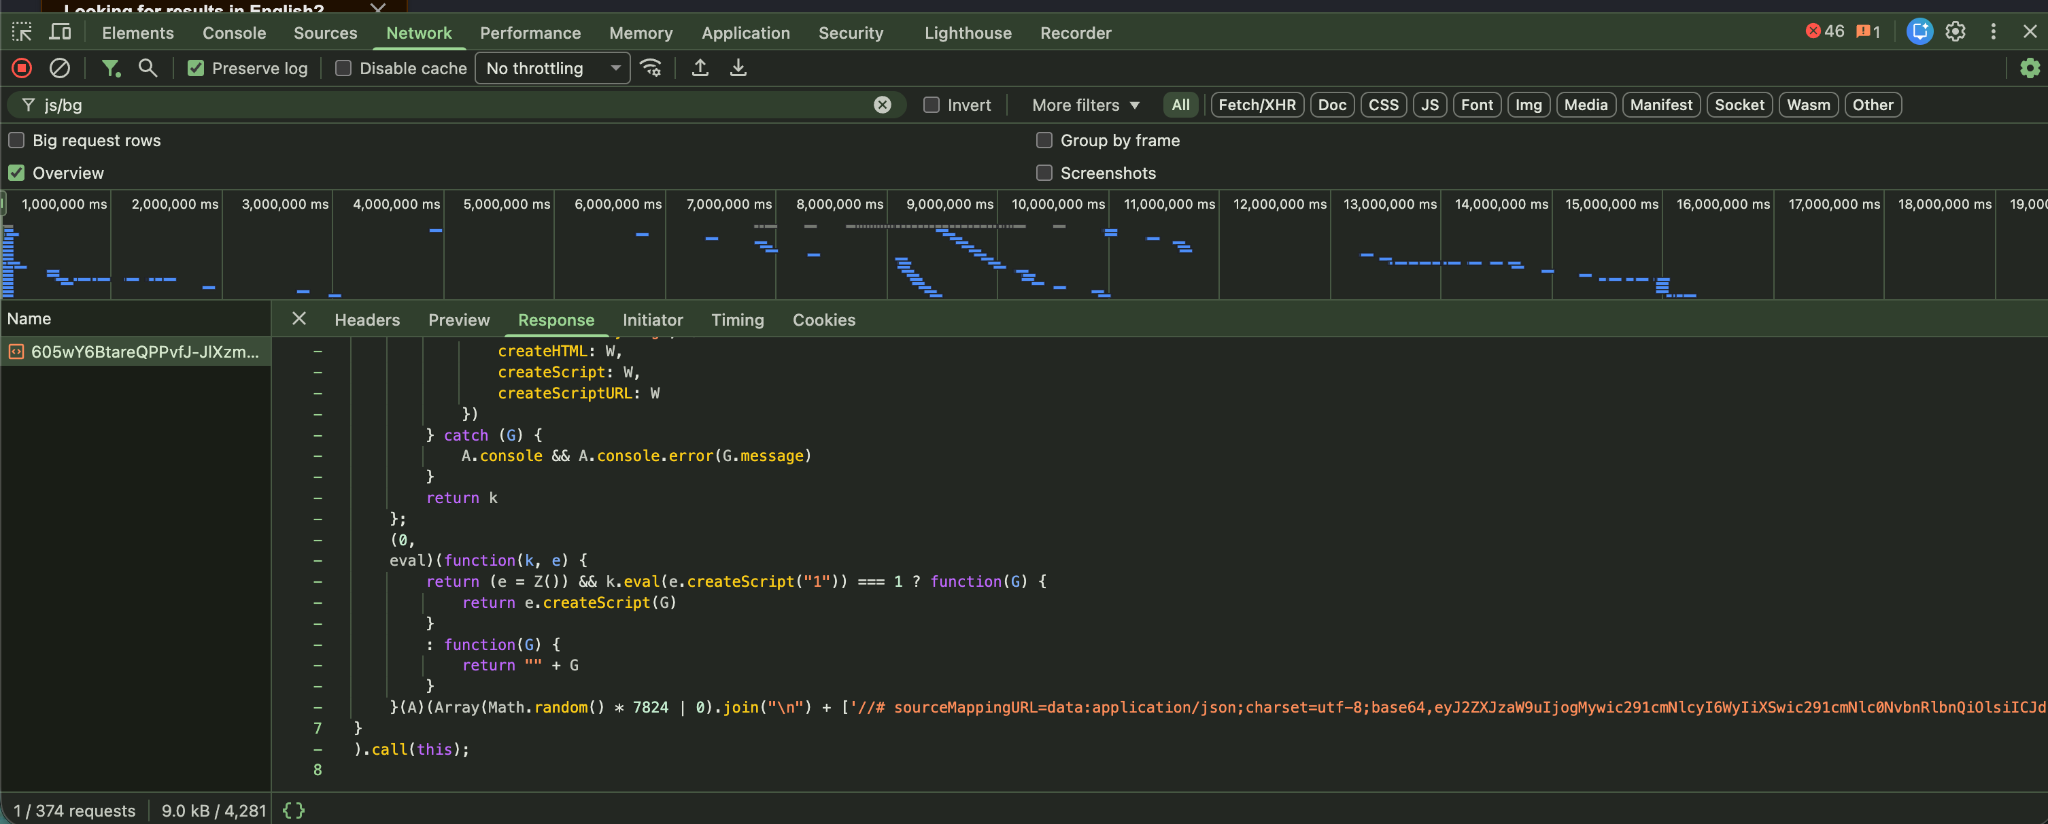 Looking for results in English?
Elements Console Sources Network Performance Memory Application Security Lighthouse Recorder 46 1
Preserve log Disable cache No throttling
js/bg Invert More filters All Fetch/XHR Doc CSS JS Font Img Media Manifest Socket Wasm Other
Big request rows Group by frame
Overview Screenshots
1,000,000 ms 2,000,000 ms 3,000,000 ms 4,000,000 ms 5,000,000 ms 6,000,000 ms 7,000,000 ms 8,000,000 ms 9,000,000 ms 10,000,000 ms 11,000,000 ms 12,000,000 ms 13,000,000 ms 14,000,000 ms 15,000,000 ms 16,000,000 ms 17,000,000 ms 18,000,000 ms 19,00
Name Headers Preview Response Initiator Timing Cookies
605wY6BtareQPPvfJ-JlXzm...
- createHTML: W,
- createScript: W,
- createScriptURL: W
- })
- } catch (G) {
- A.console && A.console.error(G.message)
- }
- return k
- };
- (0,
- eval)(function(k, e) {
- return (e = Z()) && k.eval(e.createScript("1")) === 1 ? function(G) {
- return e.createScript(G)
- }
- : function(G) {
- return "" + G
- }
- }(A)(Array(Math.random() * 7824 | 0).join("\n") + ['//# sourceMappingURL=data:application/json;charset=utf-8;base64,eyJ2ZXJzaW9uIjogMywic291cmNlcyI6WyIiXSwic291cmNlc0NvbnRlbnQiOlsiICJd
7 }
- ).call(this);
8
1 / 374 requests 9.0 kB / 4,281 {}